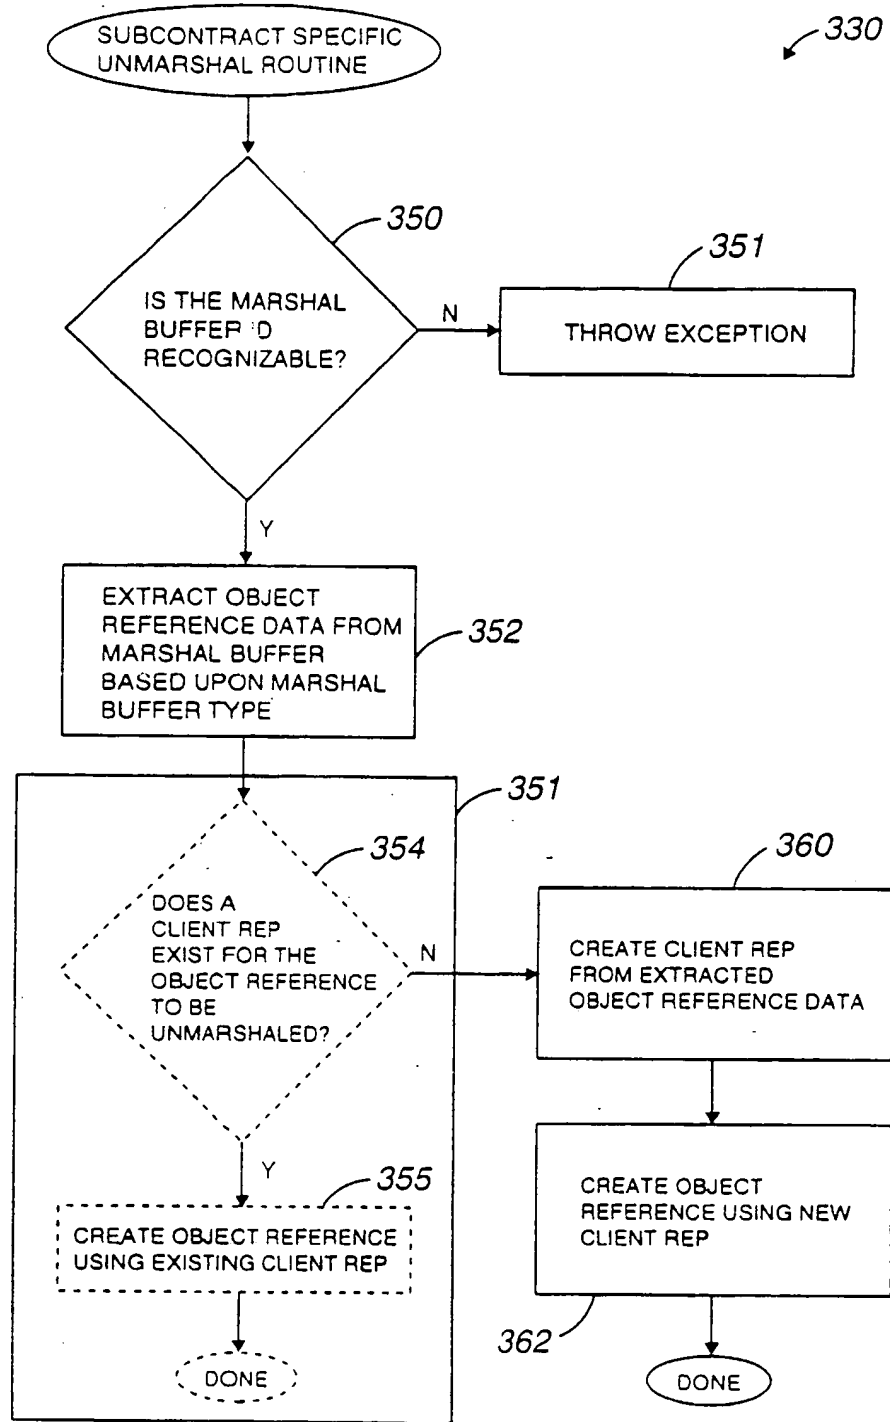 SUBCONTRACT SPECIFIC
UNMARSHAL ROUTINE
330
350
IS THE MARSHAL
BUFFER 'D
RECOGNIZABLE?
N
351
THROW EXCEPTION
Y
EXTRACT OBJECT
REFERENCE DATA FROM
MARSHAL BUFFER
BASED UPON MARSHAL
BUFFER TYPE
352
351
354
DOES A
CLIENT REP
EXIST FOR THE
OBJECT REFERENCE
TO BE
UNMARSHALED?
N
360
CREATE CLIENT REP
FROM EXTRACTED
OBJECT REFERENCE DATA
Y
355
CREATE OBJECT REFERENCE
USING EXISTING CLIENT REP
CREATE OBJECT
REFERENCE USING NEW
CLIENT REP
362
DONE
DONE